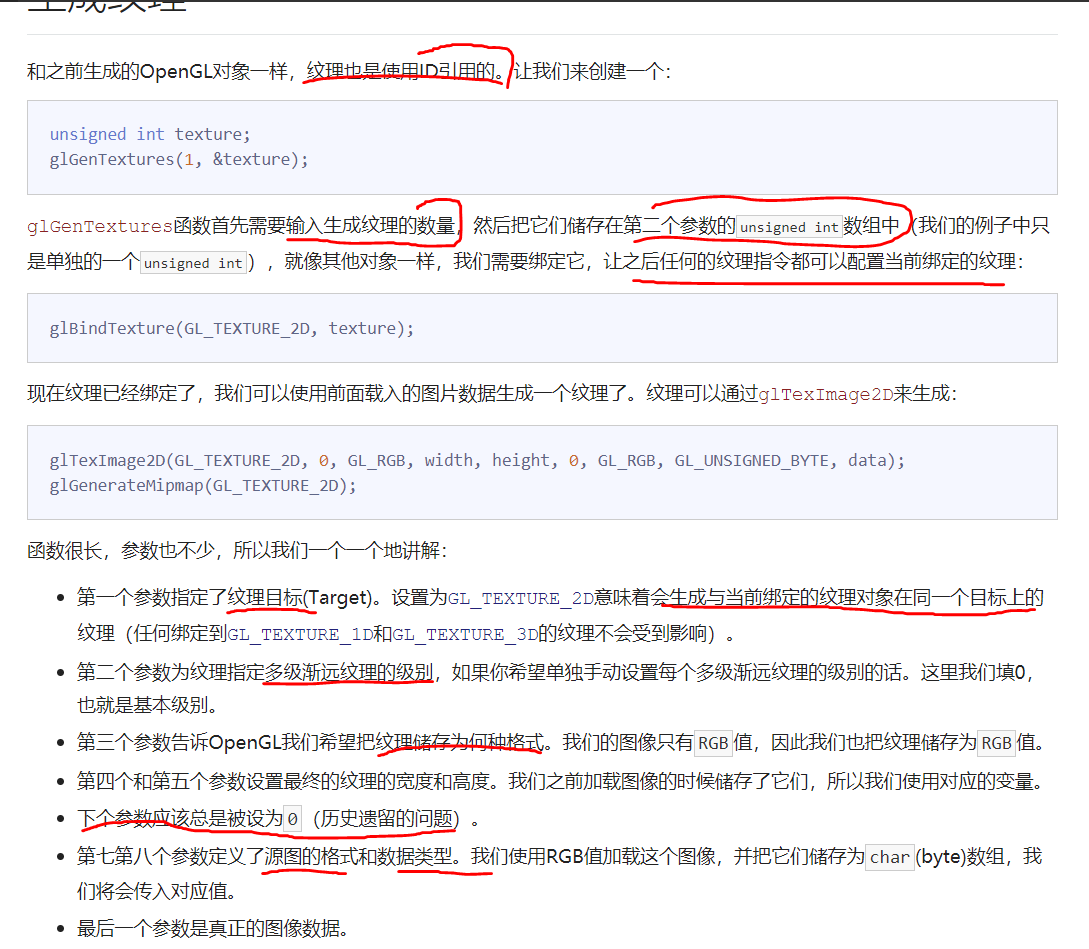 生成纹理
和之前生成的OpenGL对象一样，纹理也是使用ID引用的。让我们来创建一个：
unsigned int texture;
glGenTextures(1, &texture);
glGenTextures函数首先需要输入生成纹理的数量，然后把它们储存在第二个参数的unsigned int数组中（我们的例子中只
是单独的一个unsigned int），就像其他对象一样，我们需要绑定它，让之后任何的纹理指令都可以配置当前绑定的纹理：
glBindTexture(GL_TEXTURE_2D, texture);
现在纹理已经绑定了，我们可以使用前面载入的图片数据生成一个纹理了。纹理可以通过glTexImage2D来生成：
glTexImage2D(GL_TEXTURE_2D, 0, GL_RGB, width, height, 0, GL_RGB, GL_UNSIGNED_BYTE, data);
glGenerateMipmap(GL_TEXTURE_2D);
函数很长，参数也不少，所以我们一个一个地讲解：
• 第一个参数指定了纹理目标(Target)。设置为GL_TEXTURE_2D意味着会生成与当前绑定的纹理对象在同一个目标上的
纹理（任何绑定到GL_TEXTURE_1D和GL_TEXTURE_3D的纹理不会受到影响）。
• 第二个参数为纹理指定多级渐远纹理的级别，如果你希望单独手动设置每个多级渐远纹理的级别的话。这里我们填0，
也就是基本级别。
• 第三个参数告诉OpenGL我们希望把纹理储存为何种格式。我们的图像只有RGB值，因此我们也把纹理储存为RGB值。
• 第四个和第五个参数设置最终的纹理的宽度和高度。我们之前加载图像的时候储存了它们，所以我们使用对应的变量。
• 下个参数应该总是被设为0（历史遗留的问题）。
• 第七第八个参数定义了源图的格式和数据类型。我们使用RGB值加载这个图像，并把它们储存为char(byte)数组，我
们将会传入对应值。
• 最后一个参数是真正的图像数据。